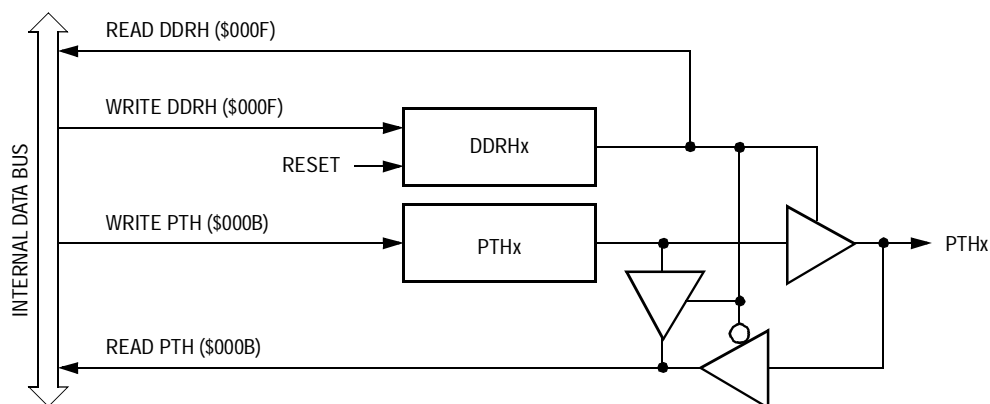 READ DDRH ($000F)
WRITE DDRH ($000F)
DDRHx
RESET
WRITE PTH ($000B)
PTHx
PTHx
READ PTH ($000B)
INTERNAL DATA BUS